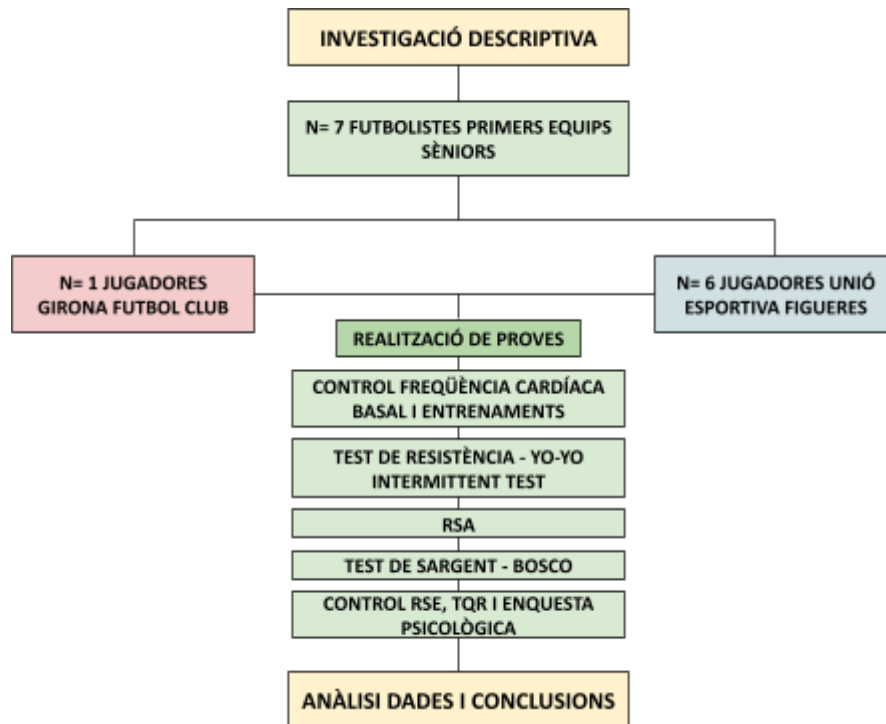 INVESTIGACIÓ DESCRIPTIVA
N= 7 FUTBOLISTES PRIMERS EQUIPS
SÈNIORS
N= 1 JUGADORES
GIRONA FUTBOL CLUB
N= 6 JUGADORES UNIÓ
ESPORTIVA FIGUERES
REALITZACIÓ DE PROVES
CONTROL FREQÜÈNCIA CARDÍACA
BASAL I ENTRENAMENTS
TEST DE RESISTÈNCIA - YO-YO
INTERMITTENT TEST
RSA
TEST DE SARGENT - BOSCO
CONTROL RSE, TQR I ENQUESTA
PSICOLÒGICA
ANÀLISI DADES I CONCLUSIONS